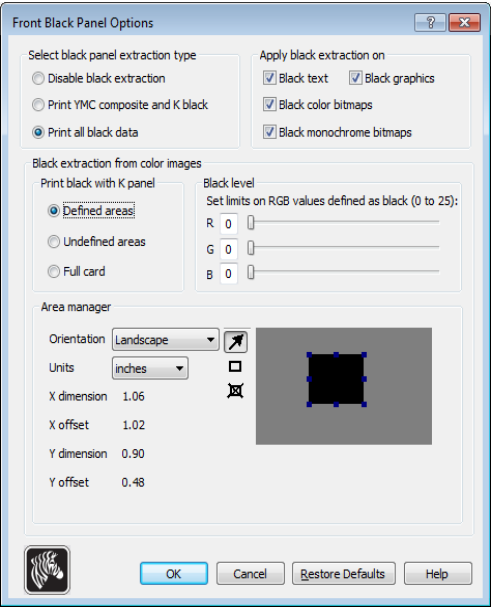 Front Black Panel Options
Select black panel extraction type
Disable black extraction
Print YMC composite and K black
Print all black data
Apply black extraction on
Black text Black graphics
Black color bitmaps
Black monochrome bitmaps
Black extraction from color images
Print black with K panel
Defined areas
Undefined areas
Full card
Black level
Set limits on RGB values defined as black (0 to 25):
R 0
G 0
B 0
Area manager
Orientation Landscape
Units inches
X dimension 1.06
X offset 1.02
Y dimension 0.90
Y offset 0.48
OK Cancel Restore Defaults Help